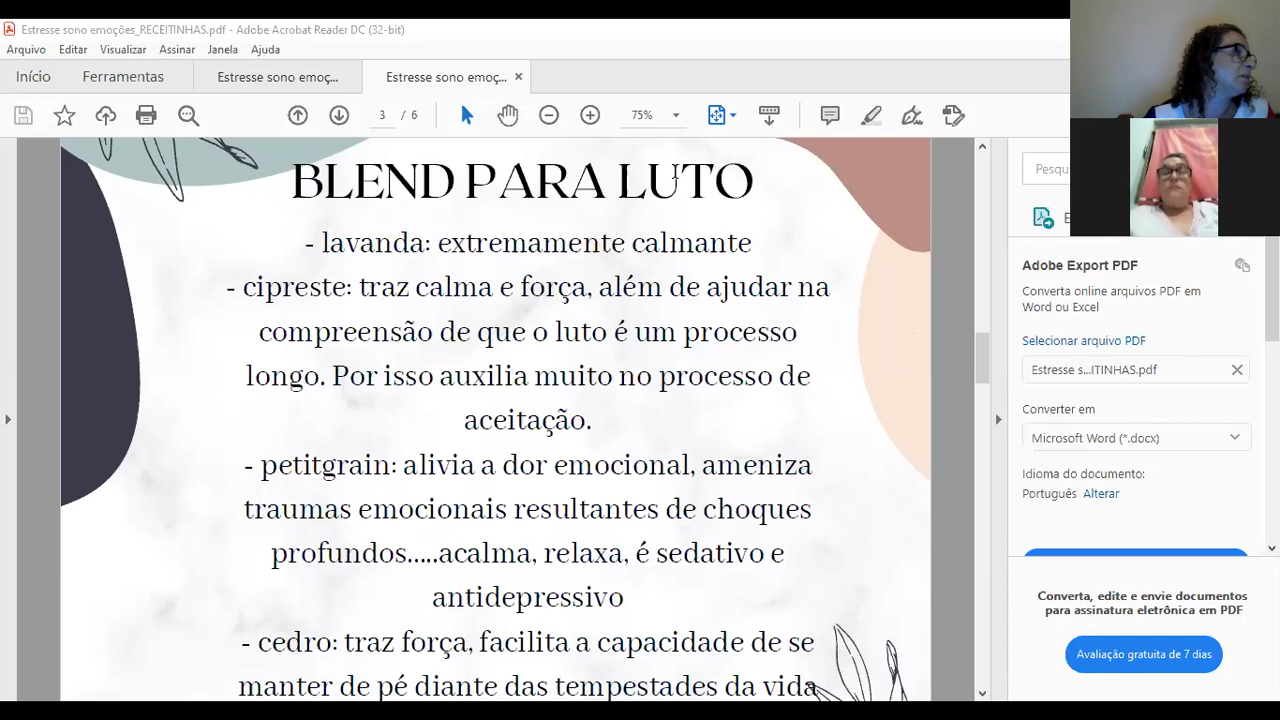 Estresse sono emoções_RECEITINHAS.pdf - Adobe Acrobat Reader DC (32-bit)
Arquivo Editar Visualizar Assinar Janela Ajuda
Início Ferramentas Estresse sono emoç... Estresse sono emoç... ×
3 / 6 75%
BLEND PARA LUTO
- lavanda: extremamente calmante
- cipreste: traz calma e força, além de ajudar na
compreensão de que o luto é um processo
longo. Por isso auxilia muito no processo de
aceitação.
- petitgrain: alivia a dor emocional, ameniza
traumas emocionais resultantes de choques
profundos.....acalma, relaxa, é sedativo e
antidepressivo
- cedro: traz força, facilita a capacidade de se
manter de pé diante das tempestades da vida
Adobe Export PDF
Converta online arquivos PDF em
Word ou Excel
Selecionar arquivo PDF
Estresse s...ITINHAS.pdf
Converter em
Microsoft Word (*.docx)
Idioma do documento:
Português Alterar
Converta, edite e envie documentos
para assinatura eletrônica em PDF
Avaliação gratuita de 7 dias